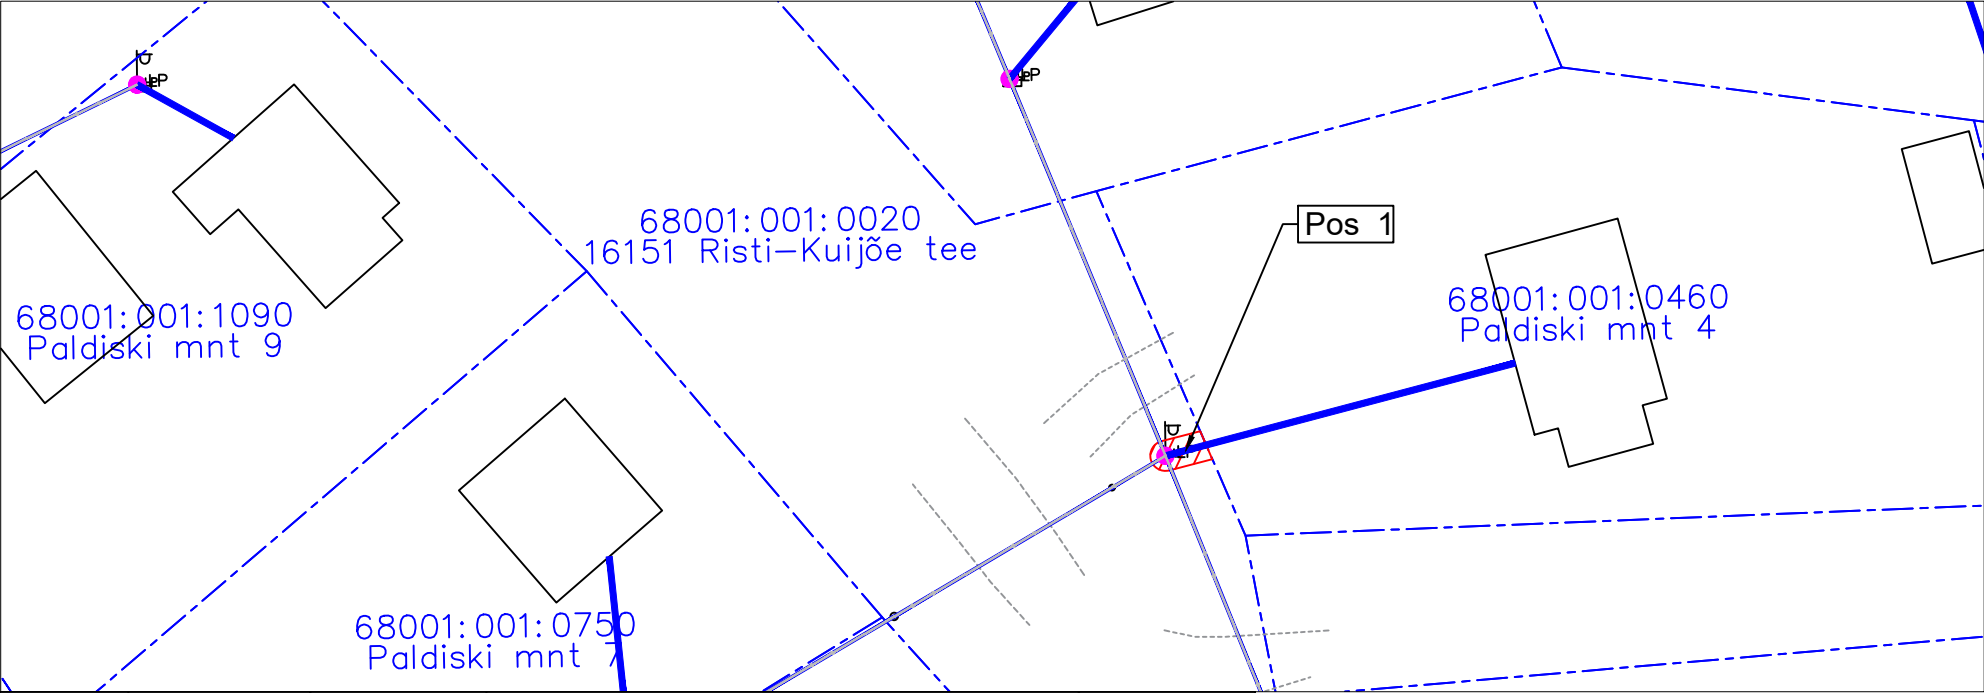 68001:001:0020
16151 Risti-Kuijõe tee
Pos 1
68001:001:1090
Paldiski mnt 9
68001:001:0460
Paldiski mnt 4
68001:001:0750
Paldiski mnt 7